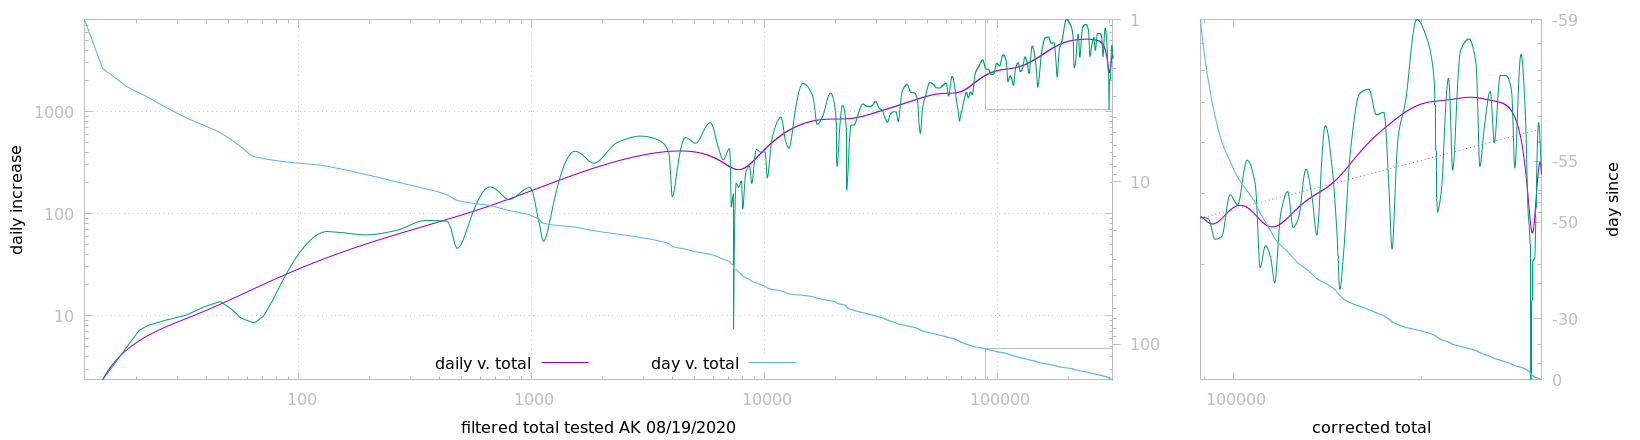 1
-59
1000
daily increase
-55
day since
10
100
-50
10
-30
daily v. total
day v. total
100
0
100
1000
10000
100000
100000
filtered total tested AK 08/19/2020
corrected total